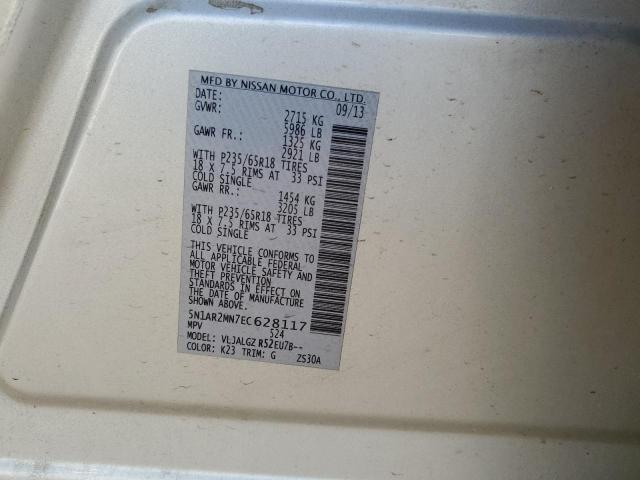 MFD BY NISSAN MOTOR CO., LTD.
DATE: 09/13
GVWR: 2715 KG
5986 LB
GAWR FR.: 1325 KG
2921 LB
WITH P235/65R18 TIRES
18 X 7.5 RIMS AT 33 PSI
COLD SINGLE
GAWR RR.: 1454 KG
3205 LB
WITH P235/65R18 TIRES
18 X 7.5 RIMS AT 33 PSI
COLD SINGLE
THIS VEHICLE CONFORMS TO
ALL APPLICABLE FEDERAL
MOTOR VEHICLE SAFETY AND
THEFT PREVENTION
STANDARDS IN EFFECT ON
THE DATE OF MANUFACTURE
SHOWN ABOVE.
5N1AR2MN7EC628117
MPV 524
MODEL: VLJALGZ R52EU7B--
COLOR: K23 TRIM: G ZS30A